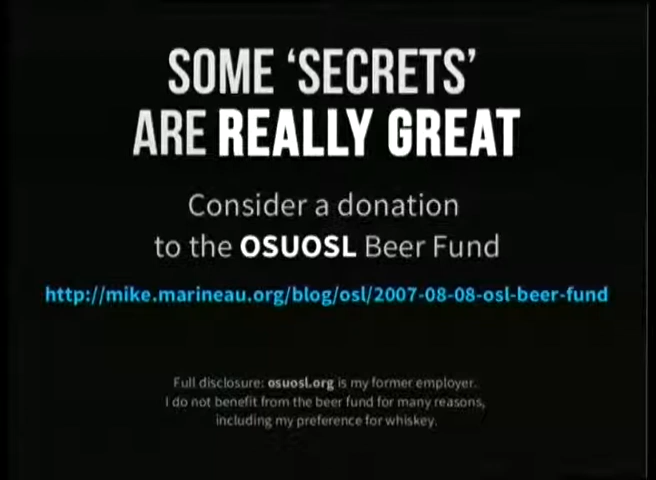 SOME ‘SECRETS’
ARE REALLY GREAT
Consider a donation
to the OSUOSL Beer Fund
http://mike.marineau.org/blog/osl/2007-08-08-osl-beer-fund
Full disclosure: osuosl.org is my former employer.
I do not benefit from the beer fund for many reasons,
including my preference for whiskey.